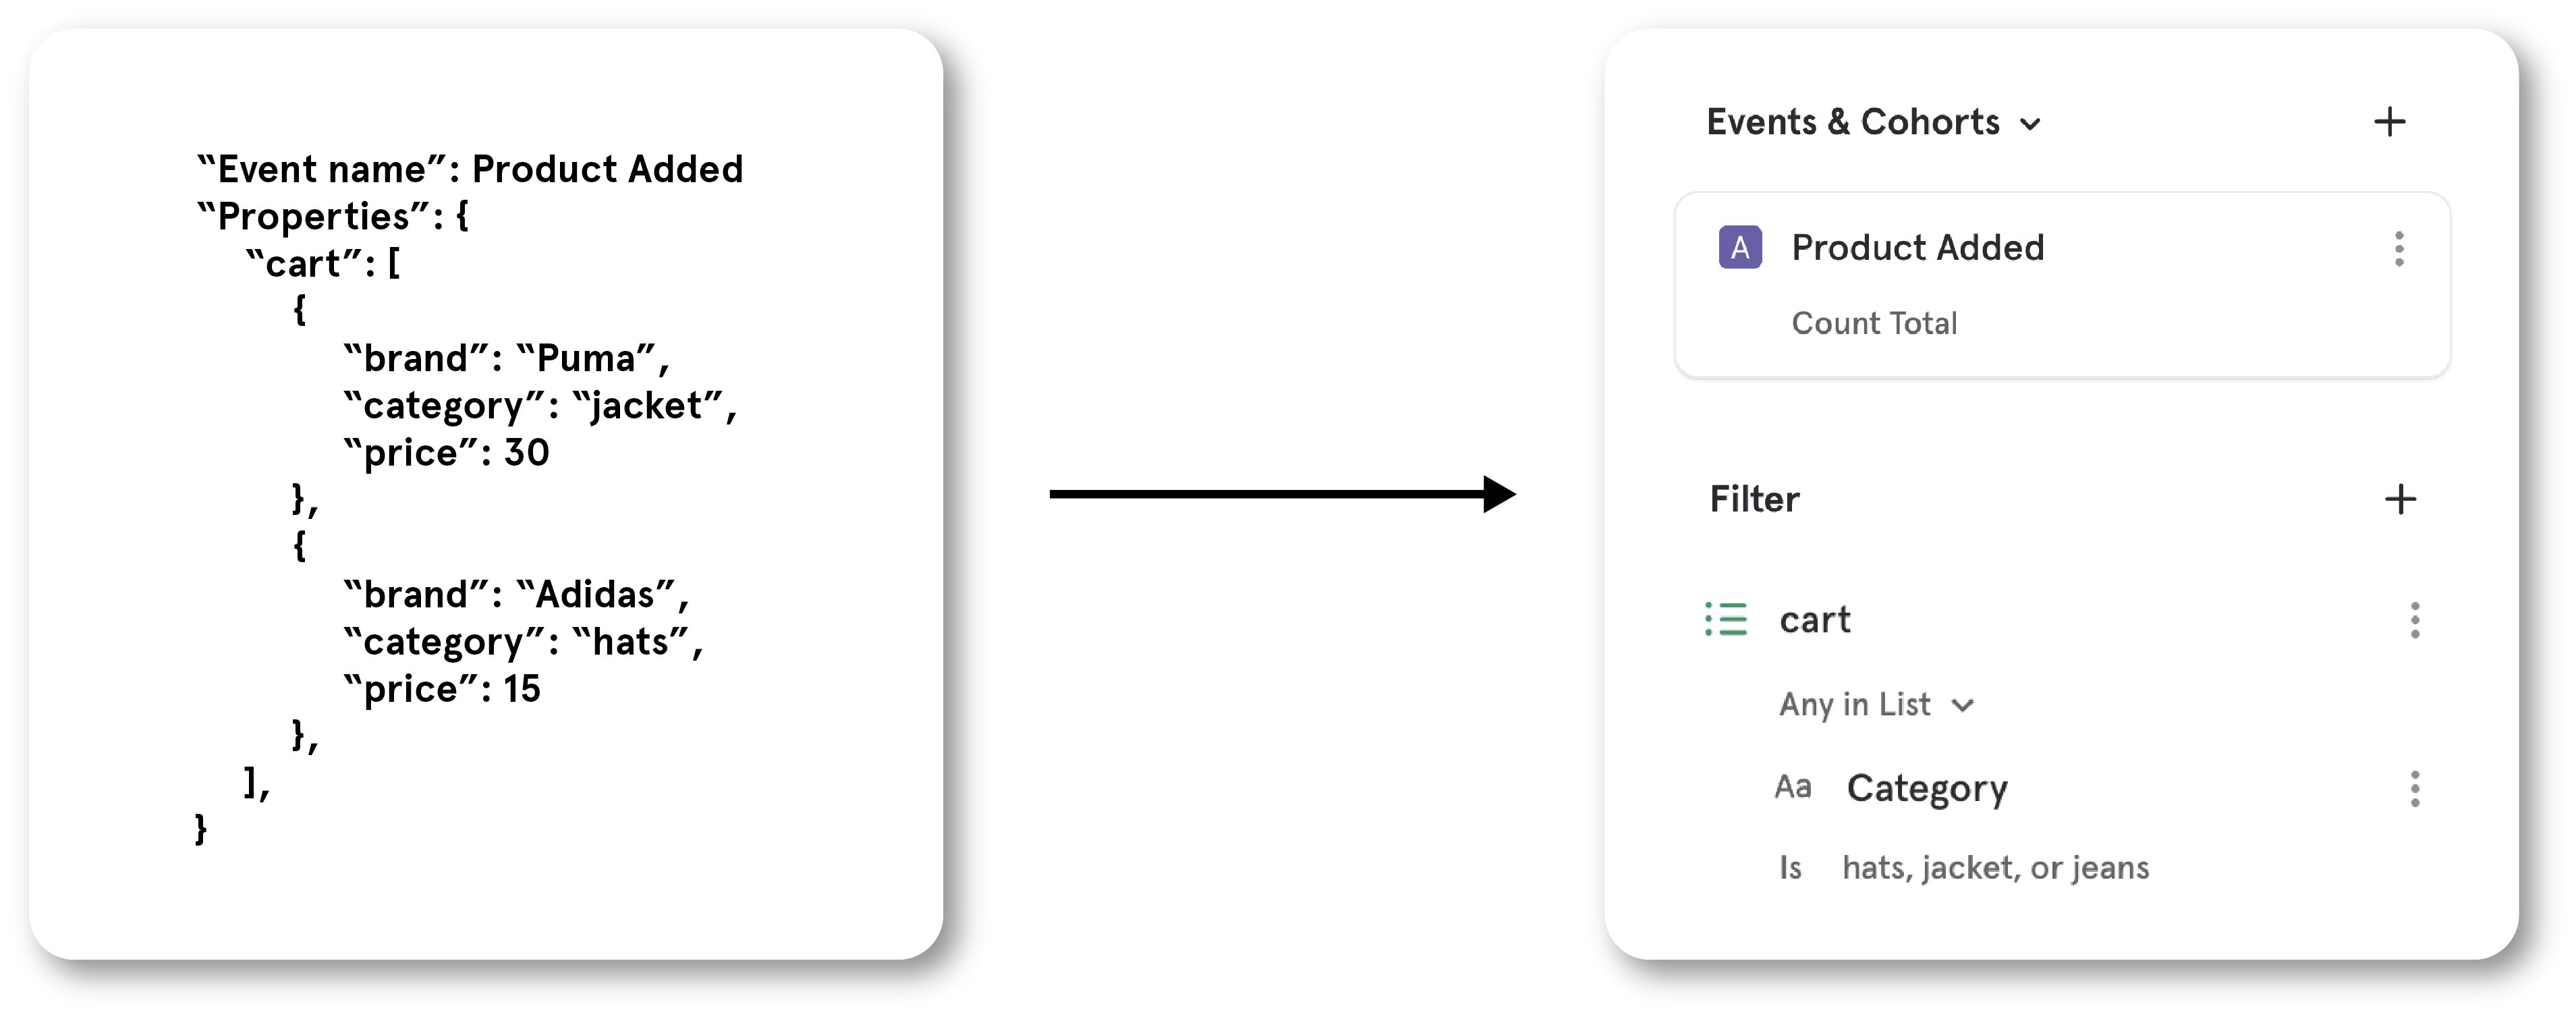 “Event name”: Product Added
“Properties”: {
“cart”: [
{
“brand”: “Puma”,
“category”: “jacket”,
“price”: 30
},
{
“brand”: “Adidas”,
“category”: “hats”,
“price”: 15
},
],
}
Events & Cohorts
A Product Added
Count Total
Filter
cart
Any in List
Aa Category
Is hats, jacket, or jeans